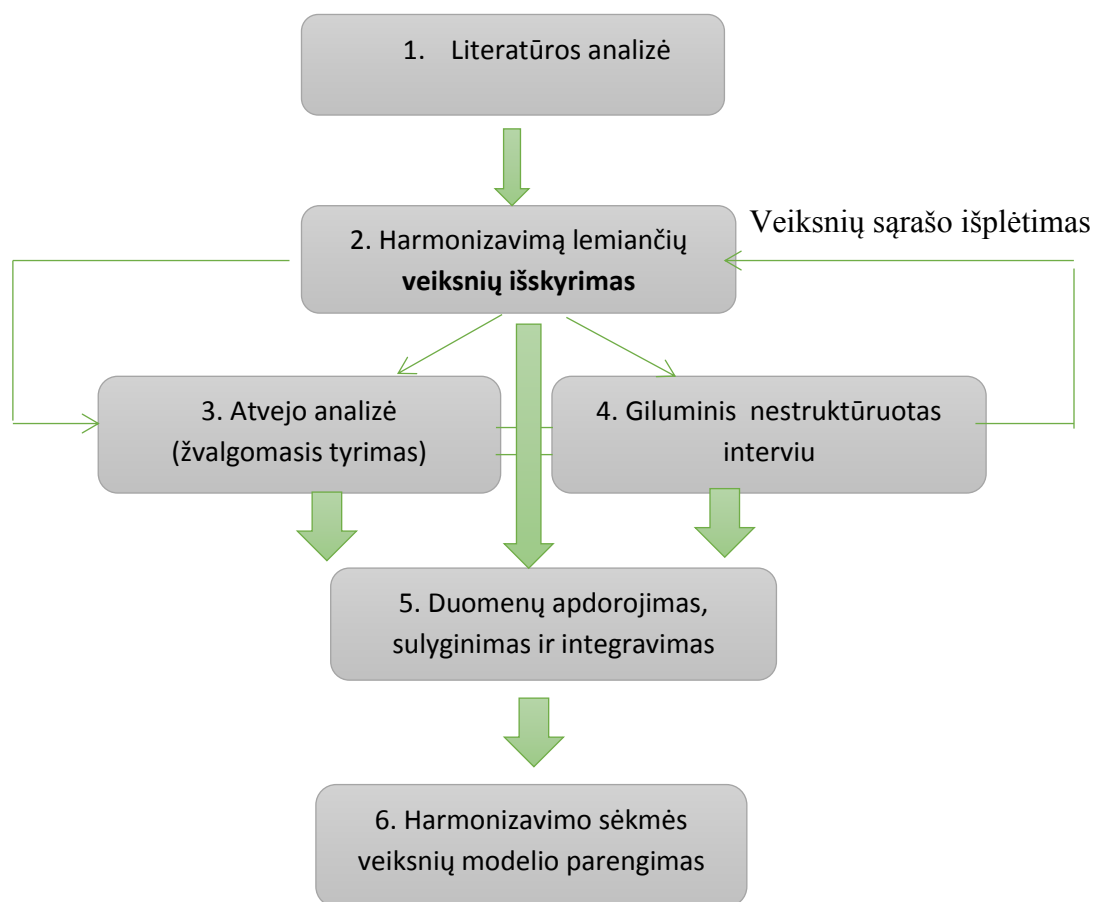 1. Literatūros analizė
2. Harmonizavimą lemiančių
veiksnių išskyrimas
Veiksnių sąrašo išplėtimas
3. Atvejo analizė
(žvalgomasis tyrimas)
4. Giluminis nestruktūruotas
interviu
5. Duomenų apdorojimas,
sulyginimas ir integravimas
6. Harmonizavimo sėkmės
veiksnių modelio parengimas